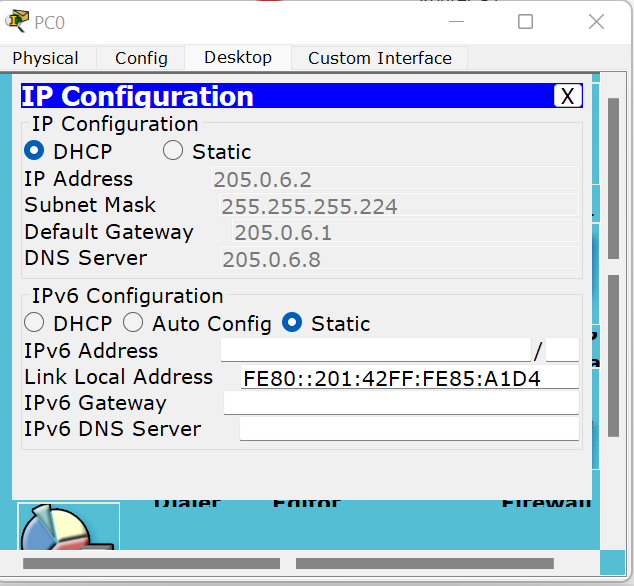 PC0
Physical Config Desktop Custom Interface
IP Configuration X
IP Configuration
DHCP Static
IP Address 205.0.6.2
Subnet Mask 255.255.255.224
Default Gateway 205.0.6.1
DNS Server 205.0.6.8
IPv6 Configuration
DHCP Auto Config Static
IPv6 Address /
Link Local Address FE80::201:42FF:FE85:A1D4
IPv6 Gateway
IPv6 DNS Server
Dialer Editor Firewall